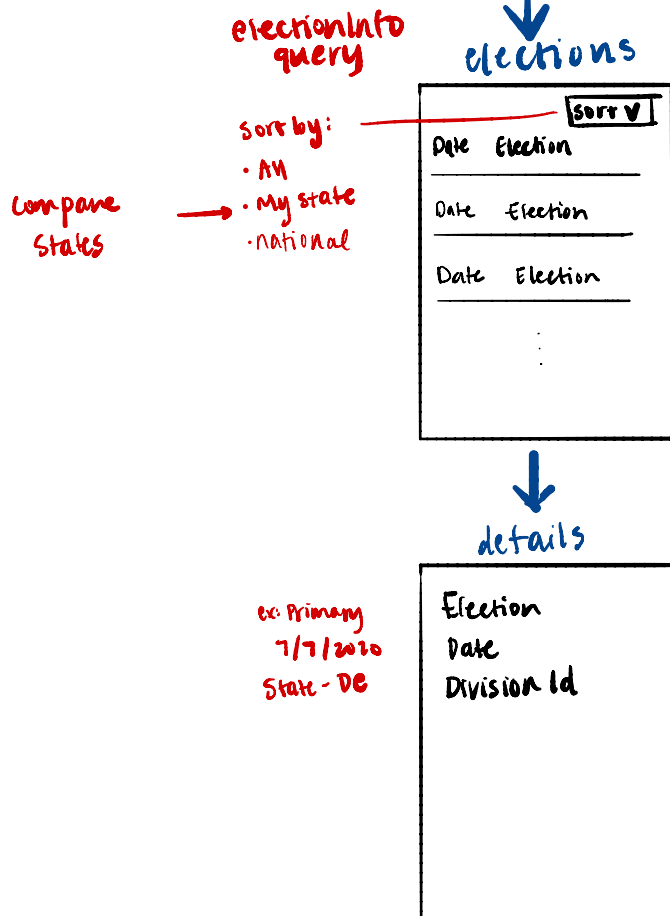 electionInfo
query
elections
sort by:
• All
• My state
• national
compare
states
sort v
Date Election
Date Election
Date Election
details
ex: Primary
7/7/2020
State - DE
Election
Date
Division Id